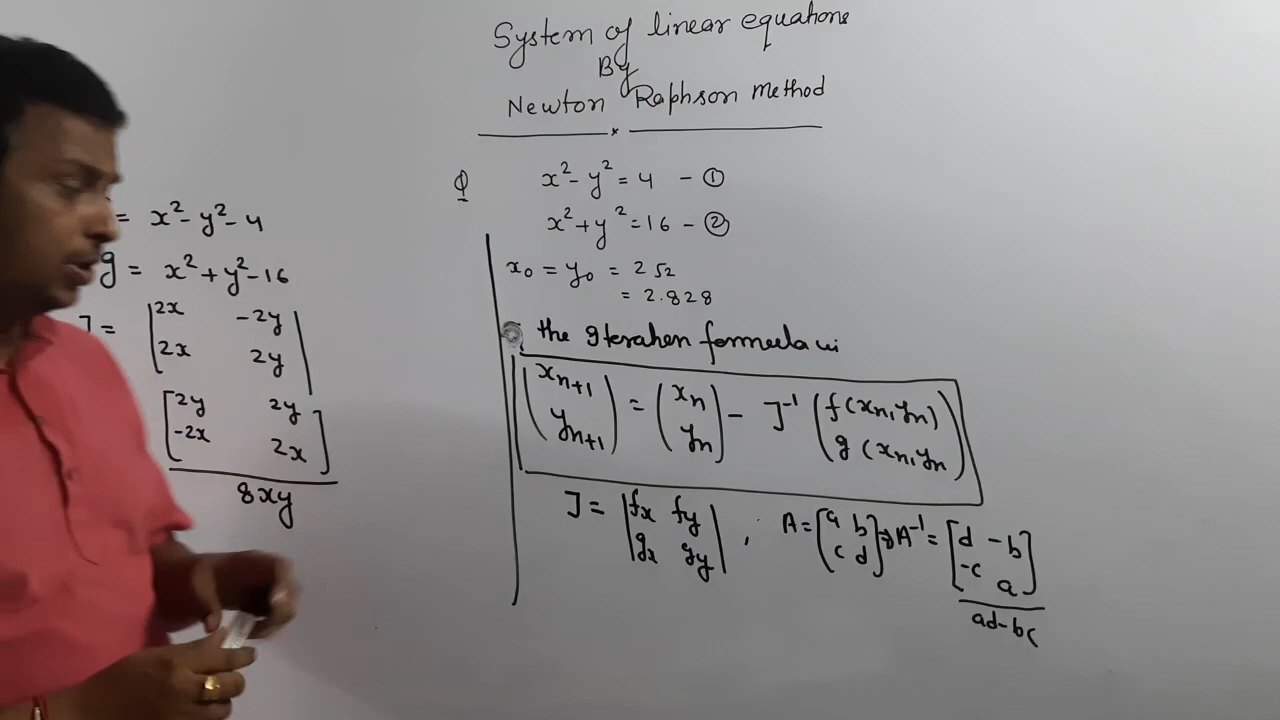 System of linear equations
By
Newton Raphson Method
Q x² - y² = 4 - ①
x² + y² = 16 - ②
x₀ = y₀ = 2√2
= 2.828
the Iteration formula is
(xₙ₊₁ yₙ₊₁) = (xₙ yₙ) - J⁻¹ (f(xₙ, yₙ) g(xₙ, yₙ
J = |fx fy gx gy| , A = [a b c d] ⇒ A⁻¹ = [d -b -c a]
ad-bc
= x² - y² - 4
g = x² + y² - 16
J = |2x -2y
2x 2y|
[2y 2y
-2x 2x]
8xy